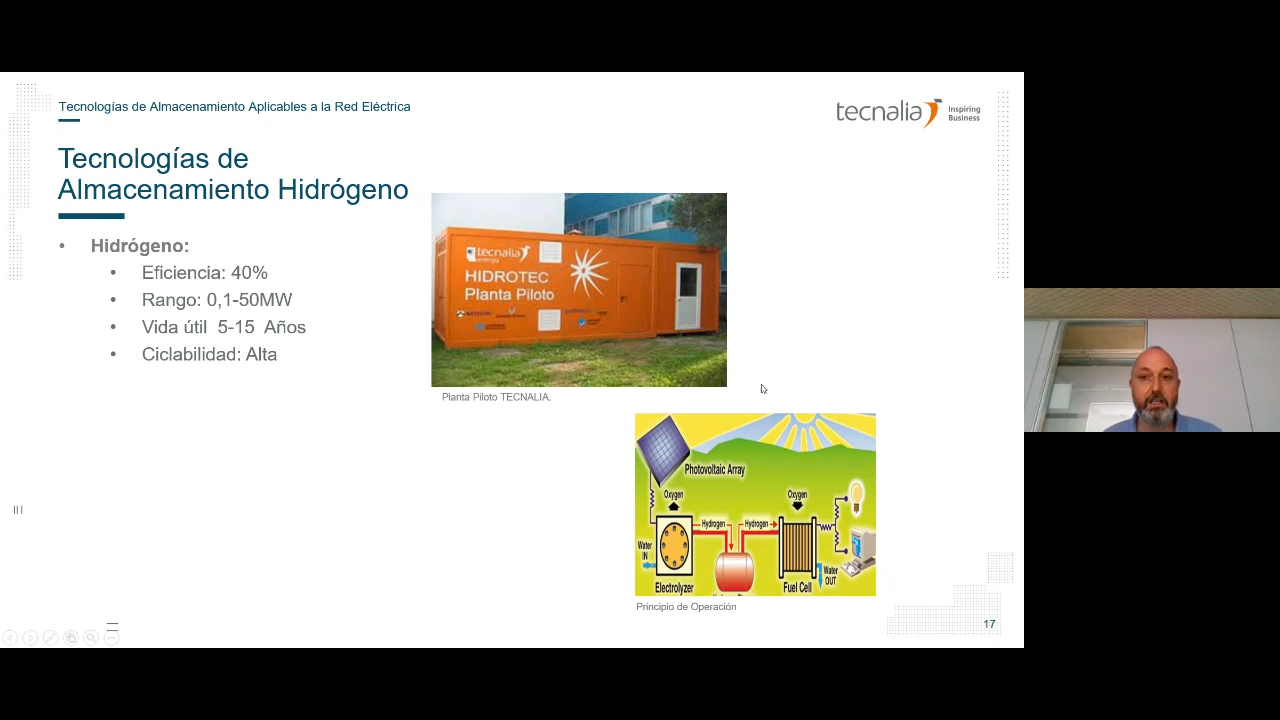 Tecnologías de Almacenamiento Aplicables a la Red Eléctrica
tecnalia
Inspiring
Business
Tecnologías de
Almacenamiento Hidrógeno
• Hidrógeno:
• Eficiencia: 40%
• Rango: 0,1-50MW
• Vida útil 5-15 Años
• Ciclabilidad: Alta
tecnalia
energía
HIDROTEC
Planta Piloto
Planta Piloto TECNALIA.
Photovoltaic Array
Oxygen
Oxygen
Hydrogen
Hydrogen
Water
IN
Electrolyzer
Fuel Cell
Water
OUT
Principio de Operación
17